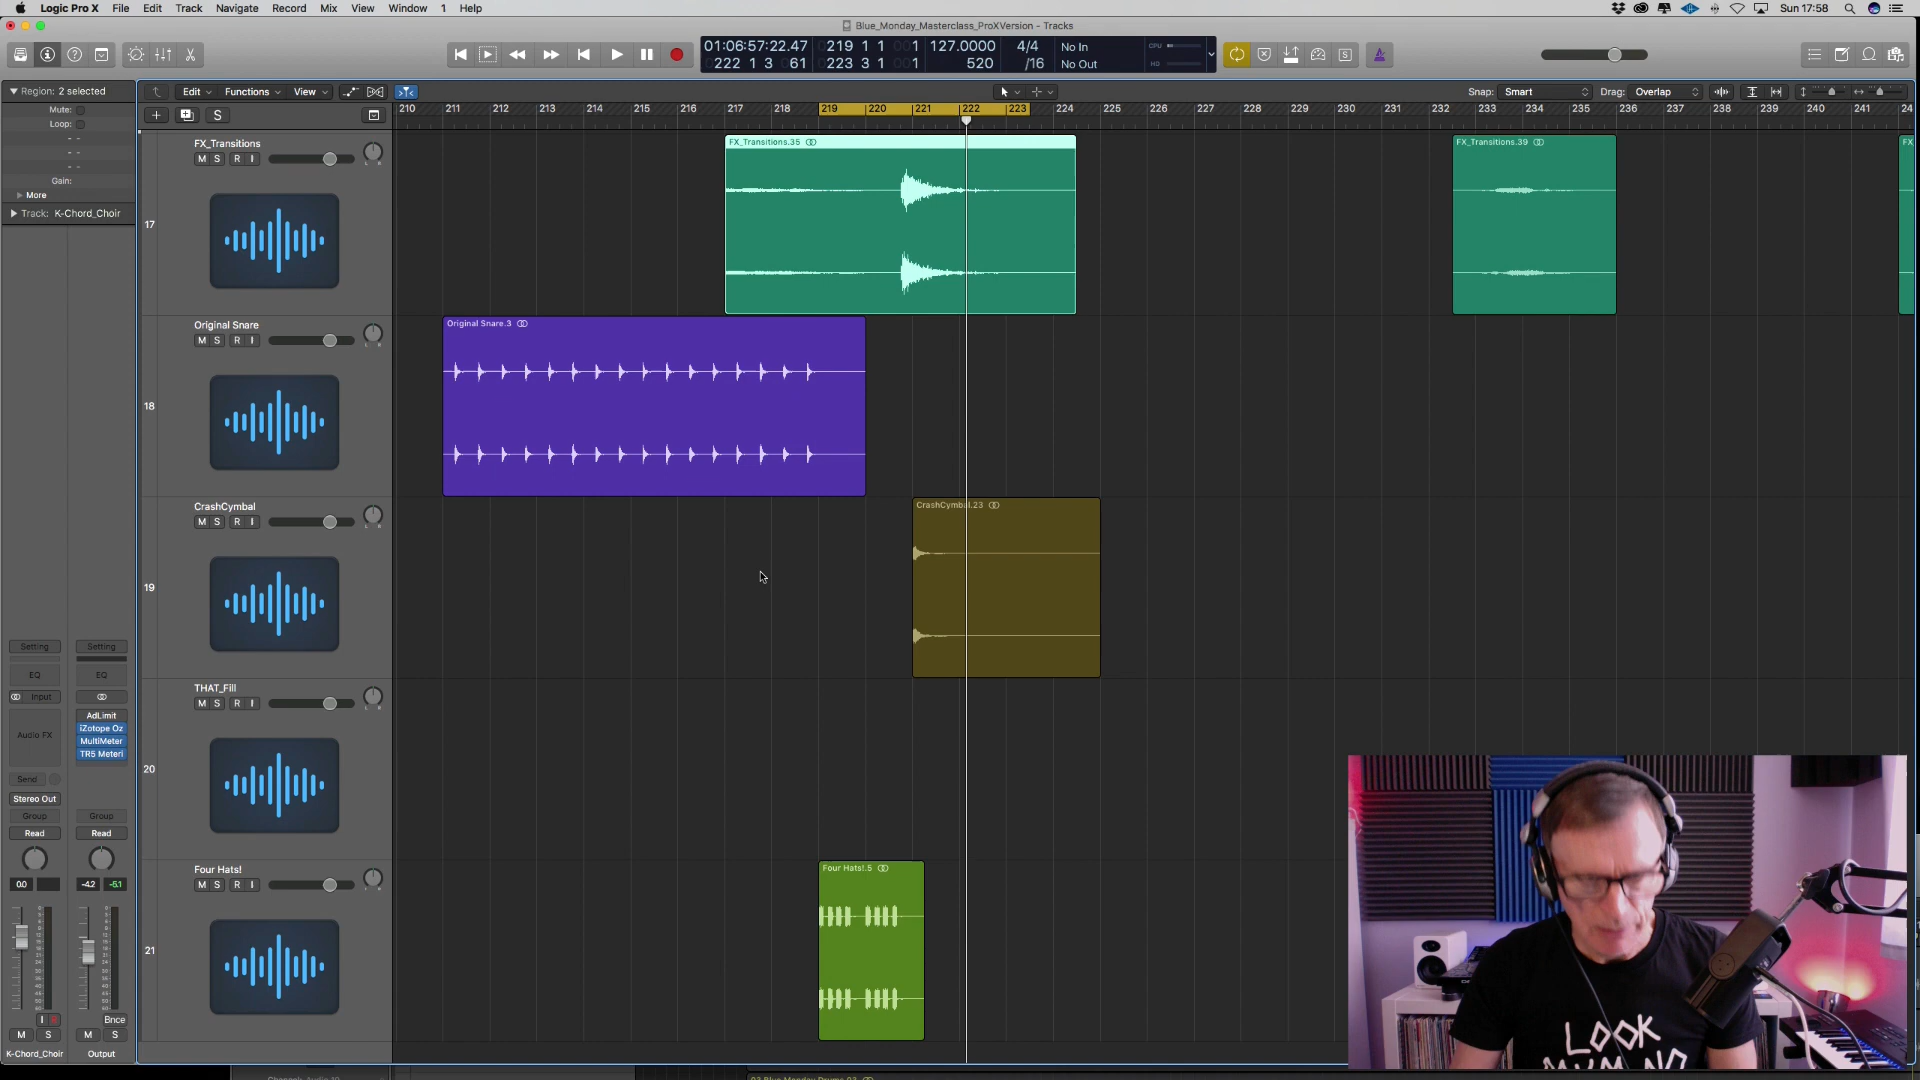 Logic Pro X File Edit Track Navigate Record Mix View Window 1 Help
Sun 17:58
Blue_Monday_Masterclass_ProXVersion - Tracks
01:06:57:22.47 219 1 1 001 127.0000 4/4 No In CPU
222 1 3 061 223 3 1 001 520 /16 No Out HD
Region: 2 selected
Mute:
Loop:
Gain:
More
Track: K-Chord_Choir
Edit Functions View
Snap: Smart Drag: Overlap
S
210 211 212 213 214 215 216 217 218 219 220 221 222 223 224 225 226 227 228 229 230 231 232 233 234 235 236 237 238 239 240 241 24
17
FX_Transitions
M S R I
L R
FX_Transitions.35
FX_Transitions.39
FX
18
Original Snare
M S R I
L R
Original Snare.3
19
CrashCymbal
M S R I
L R
CrashCymbal.23
20
THAT_Fill
M S R I
L R
21
Four Hats!
M S R I
L R
Four Hats!.5
Setting Setting
EQ EQ
Input
Audio FX
AdLimit
iZotope Oz
MultiMeter
TR5 Meteri
Send
Stereo Out
Group Group
Read Read
0.0 -4.2 -5.1
I R Bnce
M S M S
K-Chord_Choir Output
LOOK
MUM NO